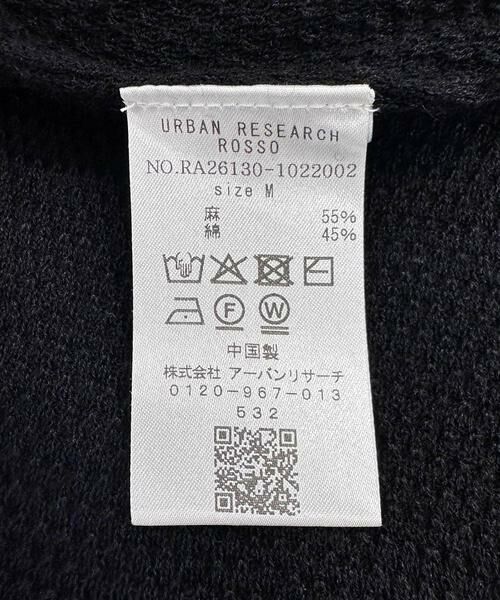 URBAN RESEARCH
ROSSO
NO.RA26130-1022002
size M
麻 55%
綿 45%
F W
中国製
株式会社 アーバンリサーチ
0120-967-013
532